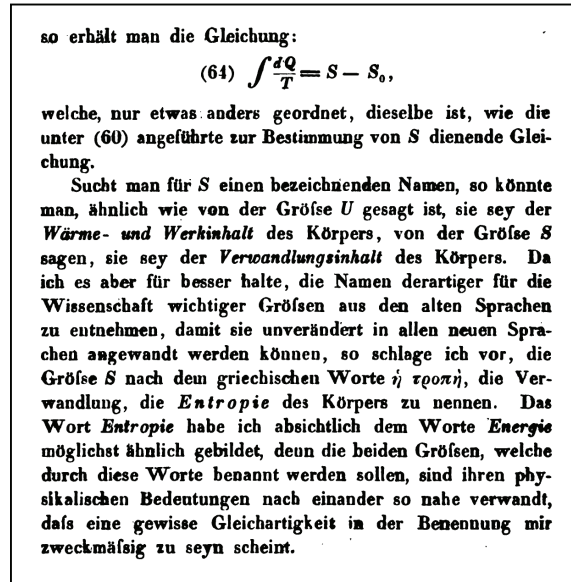 so erhält man die Gleichung:
(64) ∫ dQ/T = S − S₀,
welche, nur etwas anders geordnet, dieselbe ist, wie die
unter (60) angeführte zur Bestimmung von S dienende Glei-
chung.
Sucht man für S einen bezeichnenden Namen, so könnte
man, ähnlich wie von der Gröſse U gesagt ist, sie sey der
Wärme- und Werkinhalt des Körpers, von der Gröſse S
sagen, sie sey der Verwandlungsinhalt des Körpers. Da
ich es aber für besser halte, die Namen derartiger für die
Wissenschaft wichtiger Gröſsen aus den alten Sprachen
zu entnehmen, damit sie unverändert in allen neuen Spra-
chen angewandt werden können, so schlage ich vor, die
Gröſse S nach dem griechischen Worte ἡ τροπή, die Ver-
wandlung, die Entropie des Körpers zu nennen. Das
Wort Entropie habe ich absichtlich dem Worte Energie
möglichst ähnlich gebildet, denn die beiden Gröſsen, welche
durch diese Worte benannt werden sollen, sind ihren phy-
sikalischen Bedeutungen nach einander so nahe verwandt,
daſs eine gewisse Gleichartigkeit in der Benennung mir
zweckmäſsig zu seyn scheint.